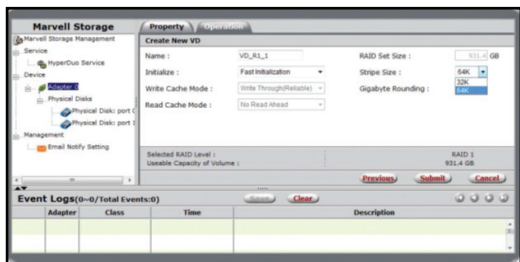 Marvell Storage
Property
Operation
Marvell Storage Management
Service
HyperDuo Service
Device
Adapter 0
Physical Disks
Physical Disk: port 0
Physical Disk: port 1
Management
Email Notify Setting
Create New VD
Name : VD_R1_1 RAID Set Size : 931.4 GB
Initialize : Fast Initialization Stripe Size : 64K
32K
64K
Write Cache Mode : Write Through(Reliable) Gigabyte Rounding :
Read Cache Mode : No Read Ahead
Selected RAID Level : RAID 1
Useable Capacity of Volume : 931.4 GB
Previous Submit Cancel
Event Logs(0~0/Total Events:0) Save Clear
Adapter Class Time Description